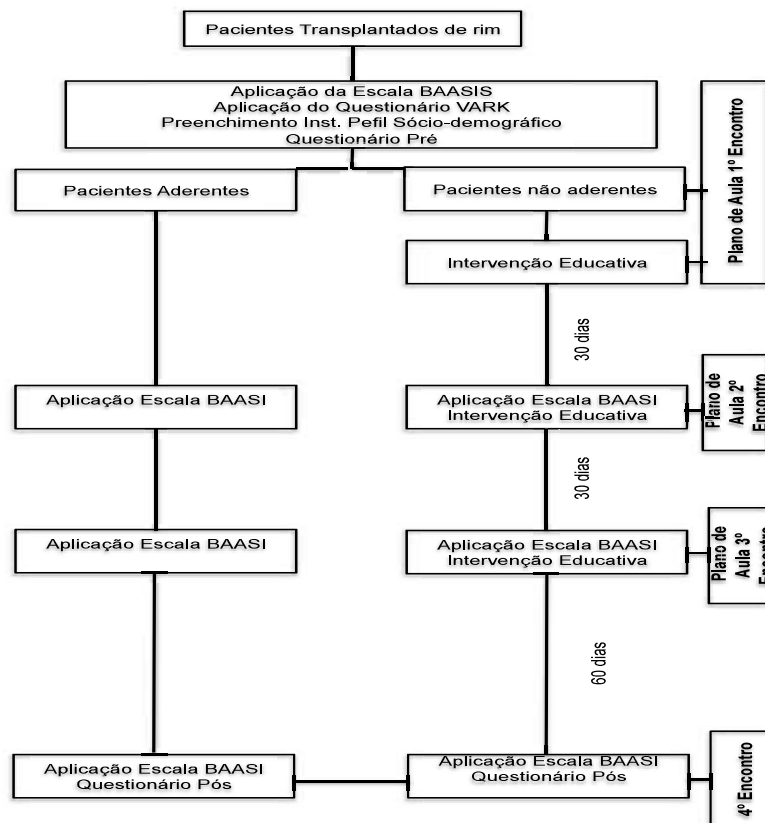 Pacientes Transplantados de rim
Aplicação da Escala BAASIS
Aplicação do Questionário VARK
Preenchimento Inst. Pefil Sócio-demográfico
Questionário Pré
Pacientes Aderentes
Pacientes não aderentes
Intervenção Educativa
Plano de Aula 1º Encontro
30 dias
Aplicação Escala BAASI
Aplicação Escala BAASI
Intervenção Educativa
Plano de
Aula 2º
Encontro
30 dias
Aplicação Escala BAASI
Aplicação Escala BAASI
Intervenção Educativa
Plano de
Aula 3º
60 dias
Aplicação Escala BAASI
Questionário Pós
Aplicação Escala BAASI
Questionário Pós
4º Encontro